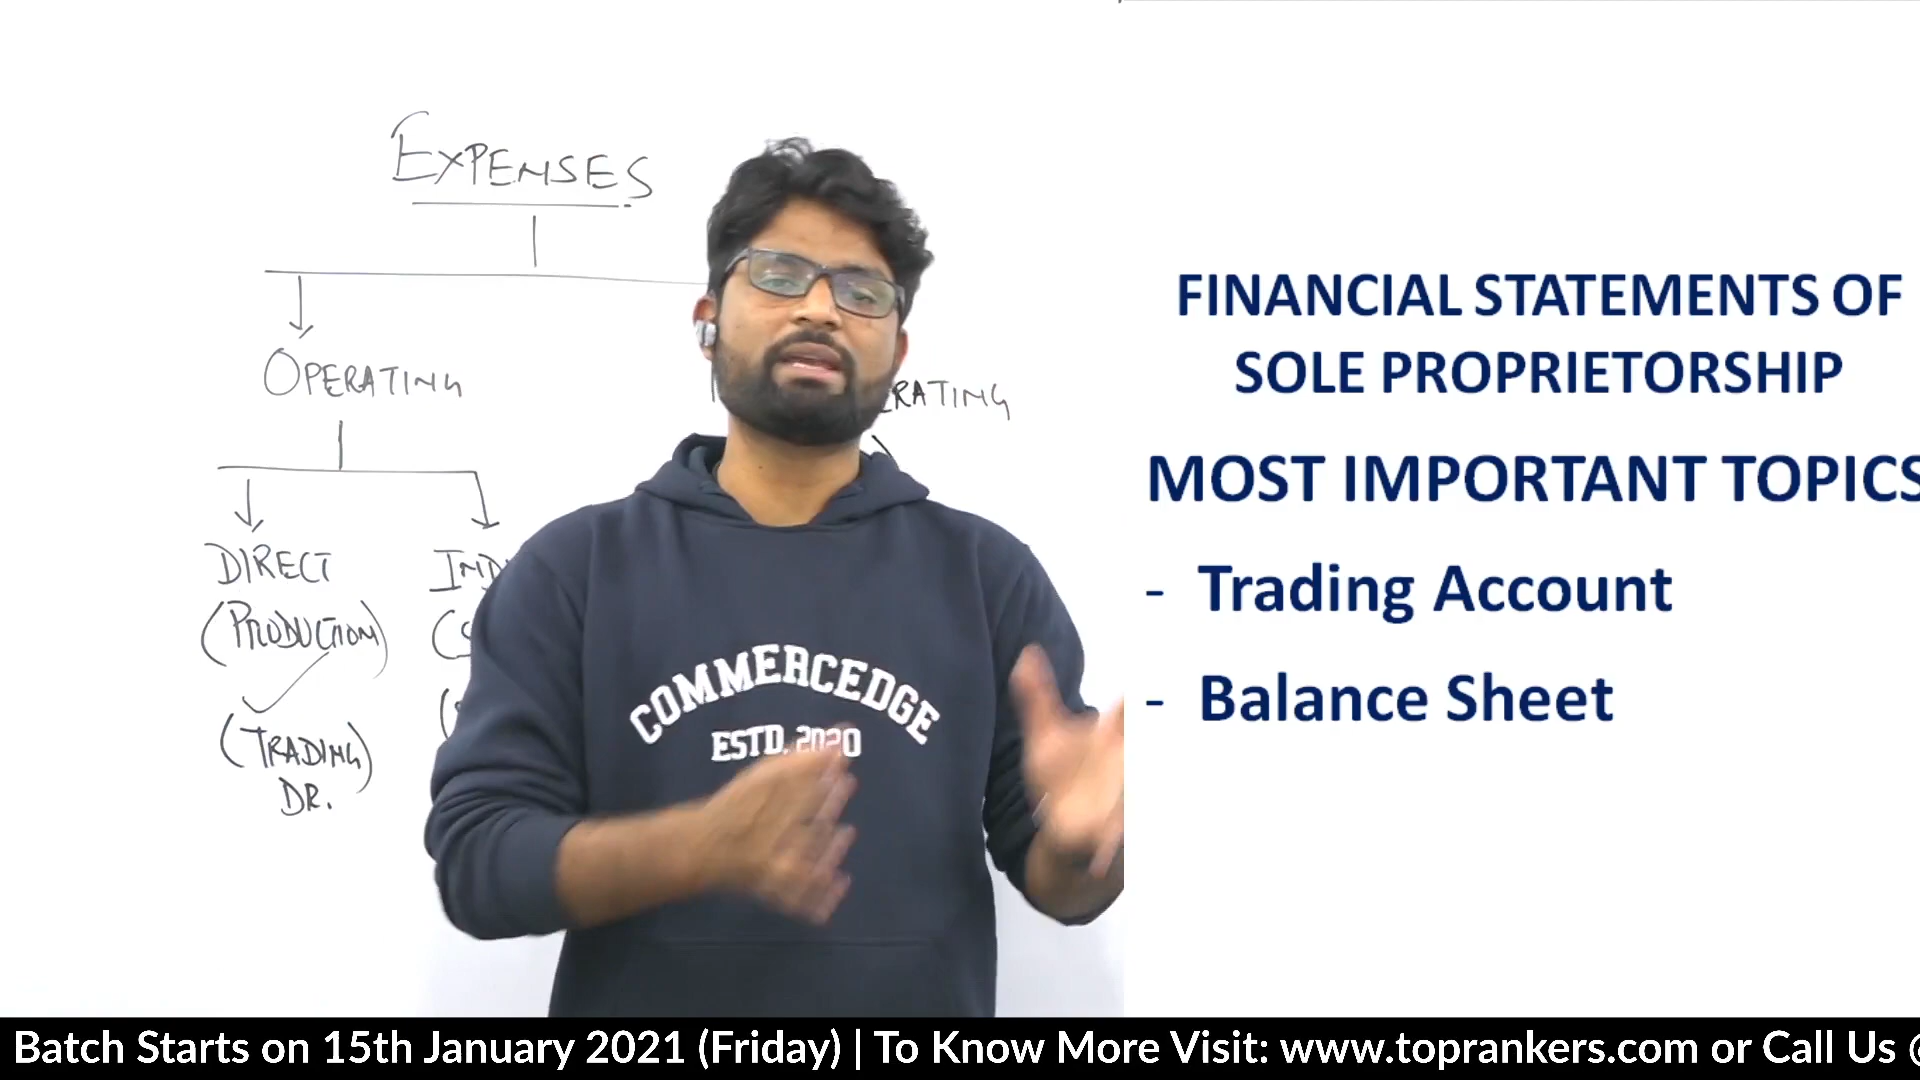 EXPENSES
OPERATING
ERATING
DIRECT
IND
(PRODUCTION)
(S
(TRADING)
DR.
COMMERCEDGE
ESTD. 2020
FINANCIAL STATEMENTS OF
SOLE PROPRIETORSHIP
MOST IMPORTANT TOPICS
- Trading Account
- Balance Sheet
Batch Starts on 15th January 2021 (Friday) | To Know More Visit: www.toprankers.com or Call Us @